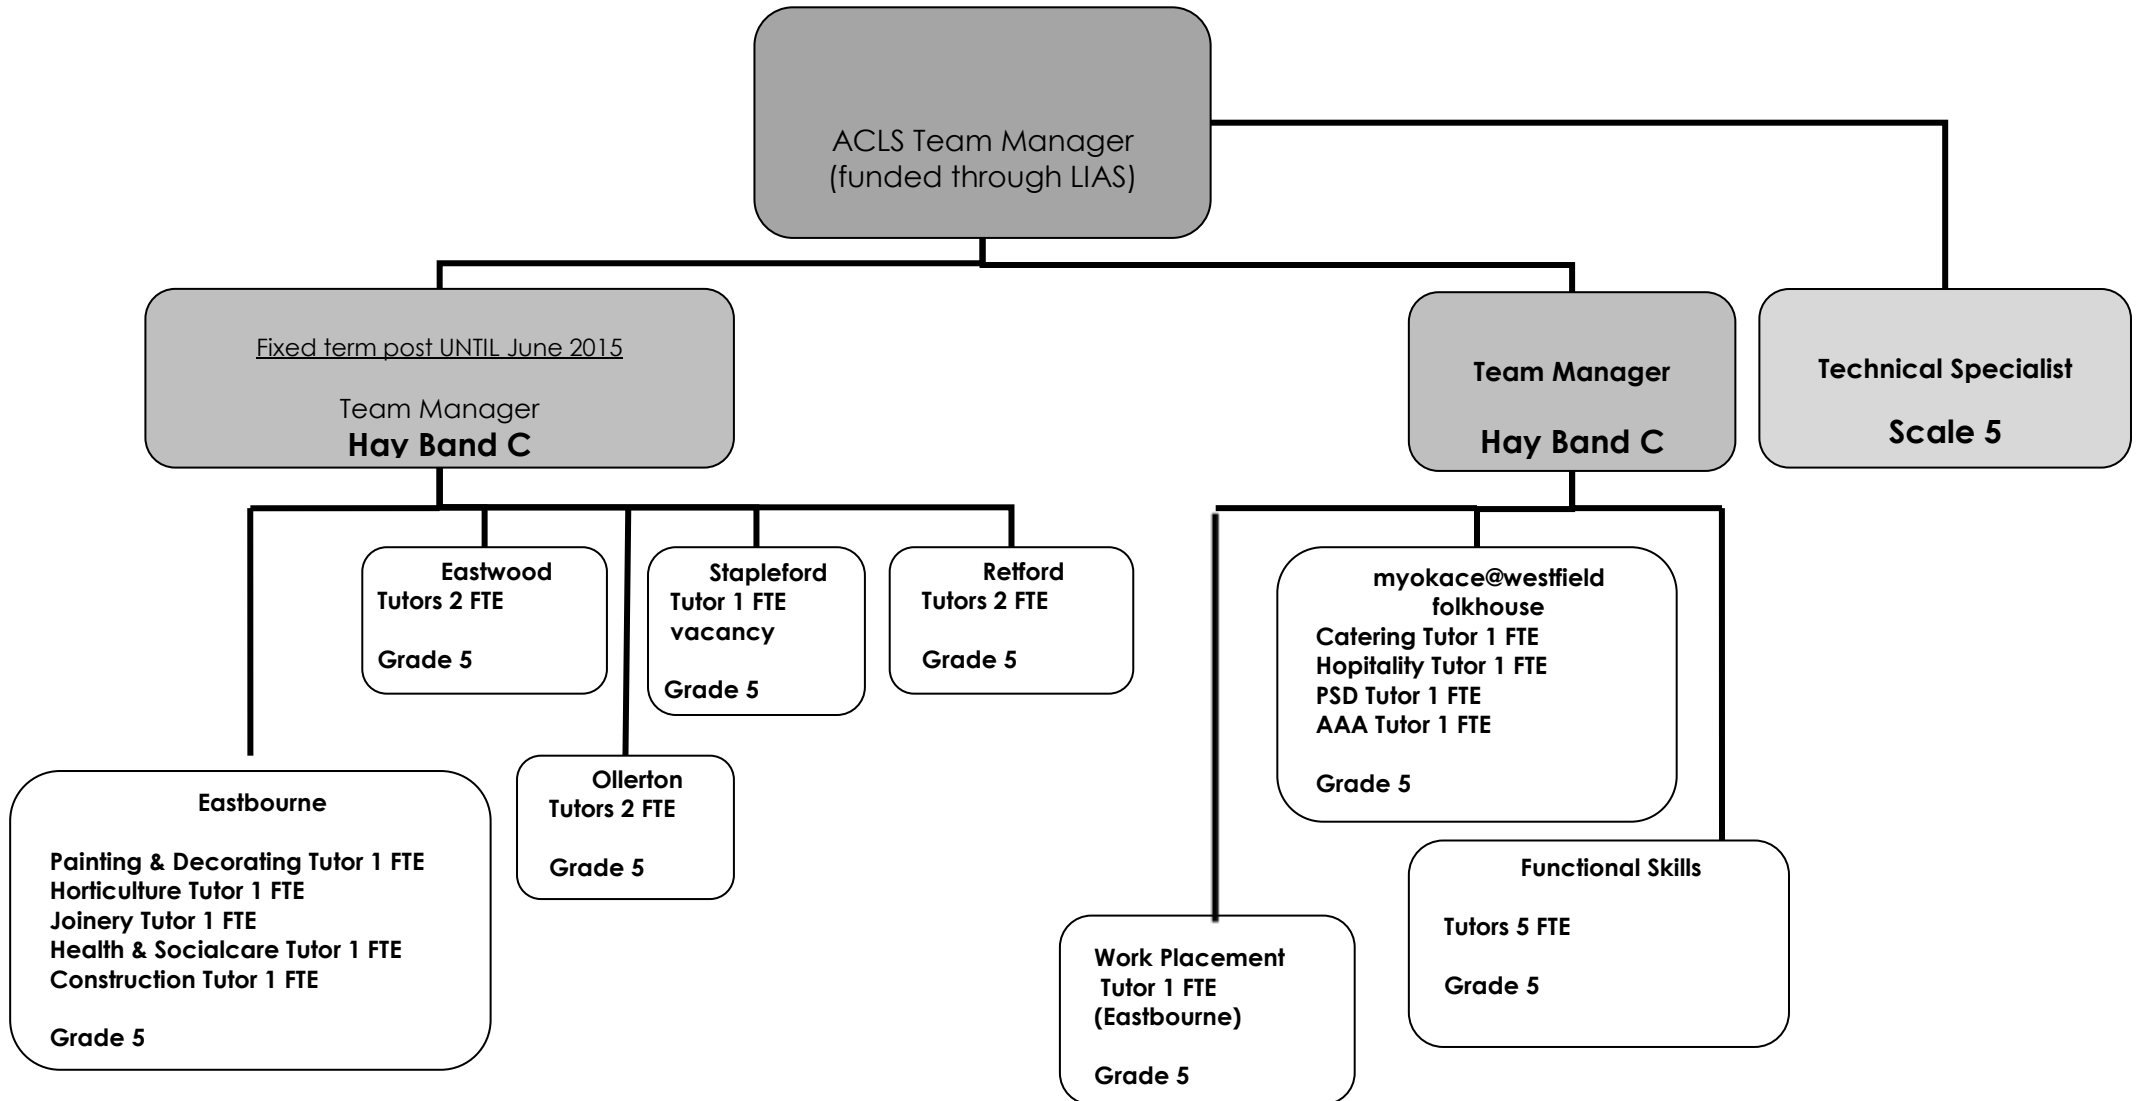 ACLS Team Manager
(funded through LIAS)
Fixed term post UNTIL June 2015
Team Manager
Hay Band C
Team Manager
Hay Band C
Technical Specialist
Scale 5
Eastwood
Tutors 2 FTE
Grade 5
Stapleford
Tutor 1 FTE
vacancy
Grade 5
Retford
Tutors 2 FTE
Grade 5
myokace@westfield
folkhouse
Catering Tutor 1 FTE
Hopitality Tutor 1 FTE
PSD Tutor 1 FTE
AAA Tutor 1 FTE
Grade 5
Eastbourne
Painting & Decorating Tutor 1 FTE
Horticulture Tutor 1 FTE
Joinery Tutor 1 FTE
Health & Socialcare Tutor 1 FTE
Construction Tutor 1 FTE
Grade 5
Ollerton
Tutors 2 FTE
Grade 5
Work Placement
Tutor 1 FTE
(Eastbourne)
Grade 5
Functional Skills
Tutors 5 FTE
Grade 5